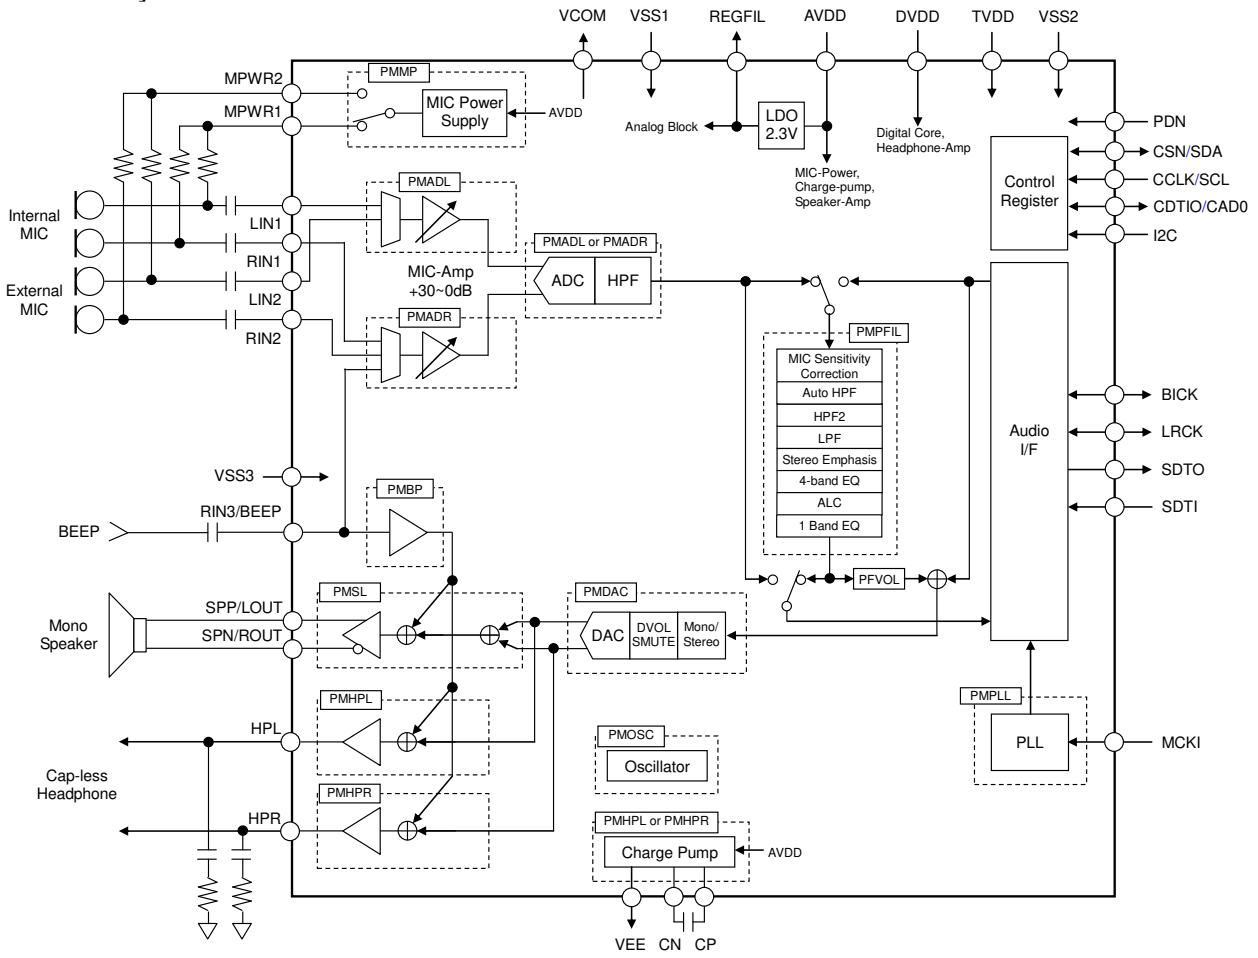 VCOM
VSS1
REGFIL
AVDD
DVDD
TVDD
VSS2
MPWR2
MPWR1
PMMP
MIC Power
Supply
AVDD
Analog Block
LDO
2.3V
MIC-Power,
Charge-pump,
Speaker-Amp
Digital Core,
Headphone-Amp
PDN
CSN/SDA
CCLK/SCL
CDTIO/CAD0
I2C
Control
Register
Internal
MIC
External
MIC
LIN1
RIN1
LIN2
RIN2
PMADL
MIC-Amp
+30~0dB
PMADR
PMADL or PMADR
ADC
HPF
PMPFIL
MIC Sensitivity
Correction
Auto HPF
HPF2
LPF
Stereo Emphasis
4-band EQ
ALC
1 Band EQ
Audio
I/F
BICK
LRCK
SDTO
SDTI
VSS3
RIN3/BEEP
BEEP
PMBP
PFVOL
Mono
Speaker
SPP/LOUT
SPN/ROUT
PMSL
PMDAC
DAC
DVOL
SMUTE
Mono/
Stereo
PMPLL
PLL
MCKI
HPL
Cap-less
Headphone
HPR
PMHPL
PMHPR
PMOSC
Oscillator
PMHPL or PMHPR
Charge Pump
AVDD
VEE
CN
CP